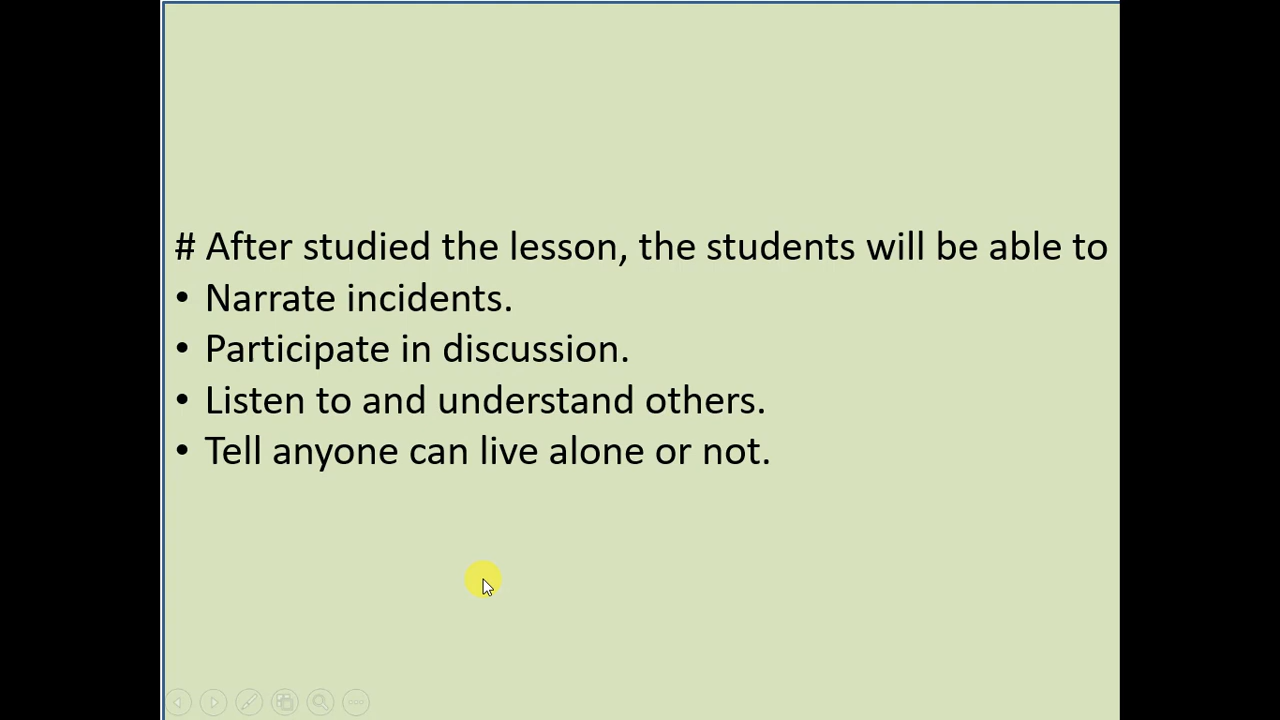 # After studied the lesson, the students will be able to
• Narrate incidents.
• Participate in discussion.
• Listen to and understand others.
• Tell anyone can live alone or not.